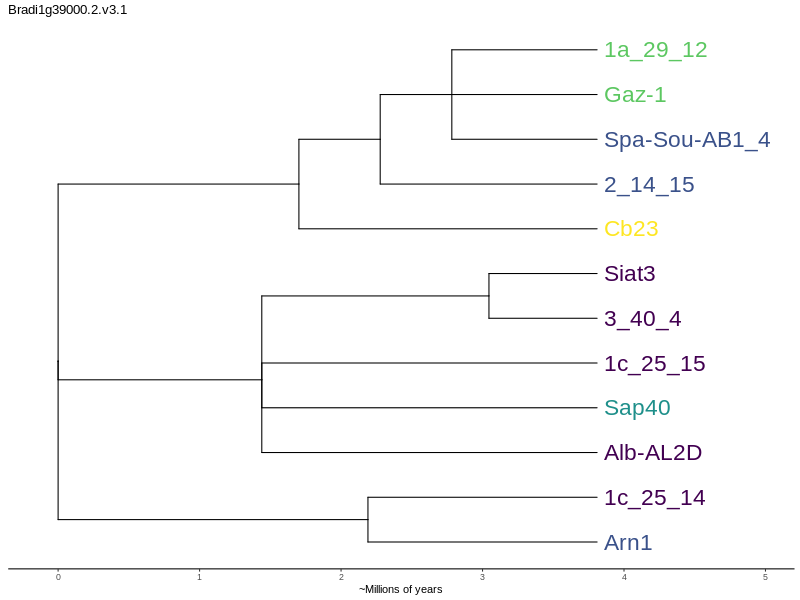 Bradi1g39000.2.v3.1
1a_29_12
Gaz-1
Spa-Sou-AB1_4
2_14_15
Cb23
Siat3
3_40_4
1c_25_15
Sap40
Alb-AL2D
1c_25_14
Arn1
0 1 2 3 4 5
~Millions of years